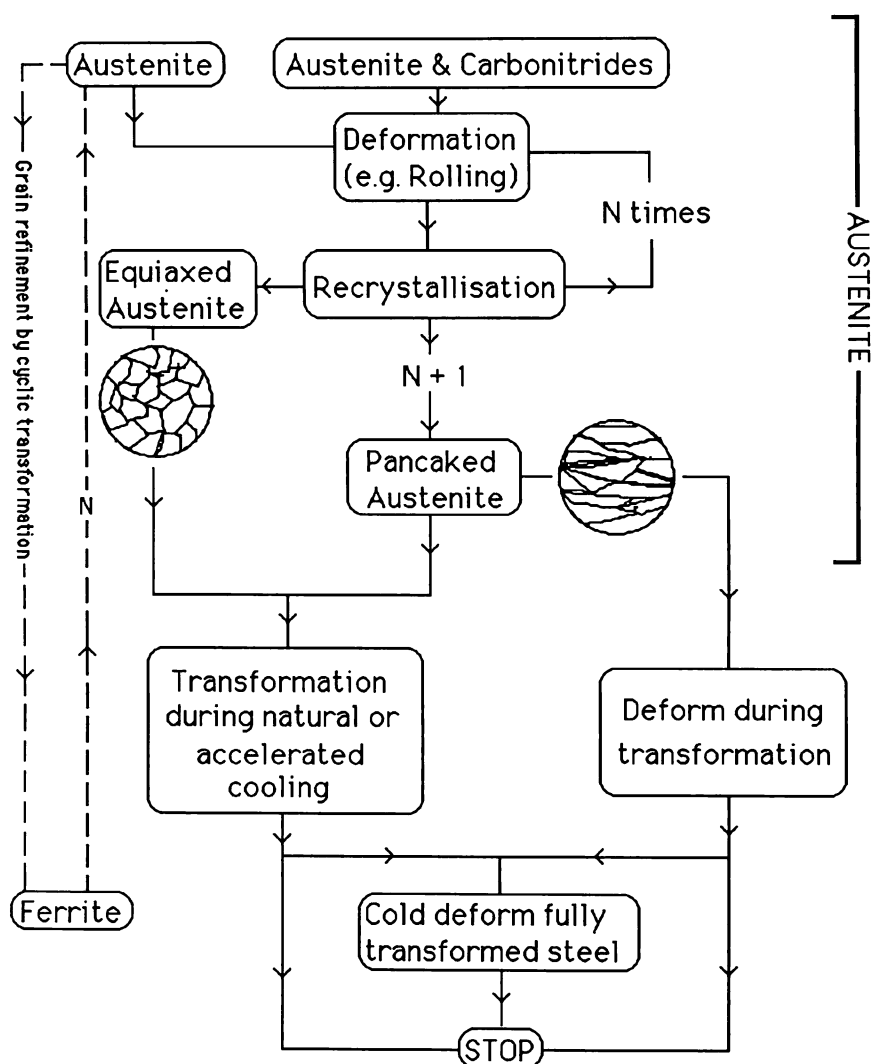 Austenite
Austenite & Carbonitrides
Deformation
(e.g. Rolling)
N times
AUSTENITE
Grain refinement by cyclic transformation
Equiaxed
Austenite
Recrystallisation
N + 1
Pancaked
Austenite
N
Transformation
during natural or
accelerated
cooling
Deform during
transformation
Ferrite
Cold deform fully
transformed steel
STOP